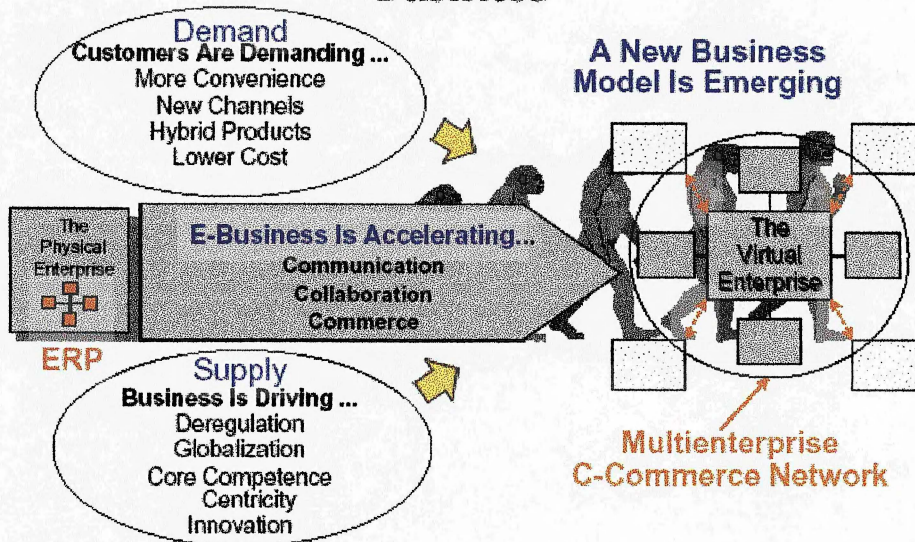 Demand
Customers Are Demanding ...
More Convenience
New Channels
Hybrid Products
Lower Cost
A New Business
Model Is Emerging
The
Physical
Enterprise
ERP
E-Business Is Accelerating...
Communication
Collaboration
Commerce
The
Virtual
Enterprise
Supply
Business Is Driving ...
Deregulation
Globalization
Core Competence
Centricity
Innovation
Multienterprise
C-Commerce Network